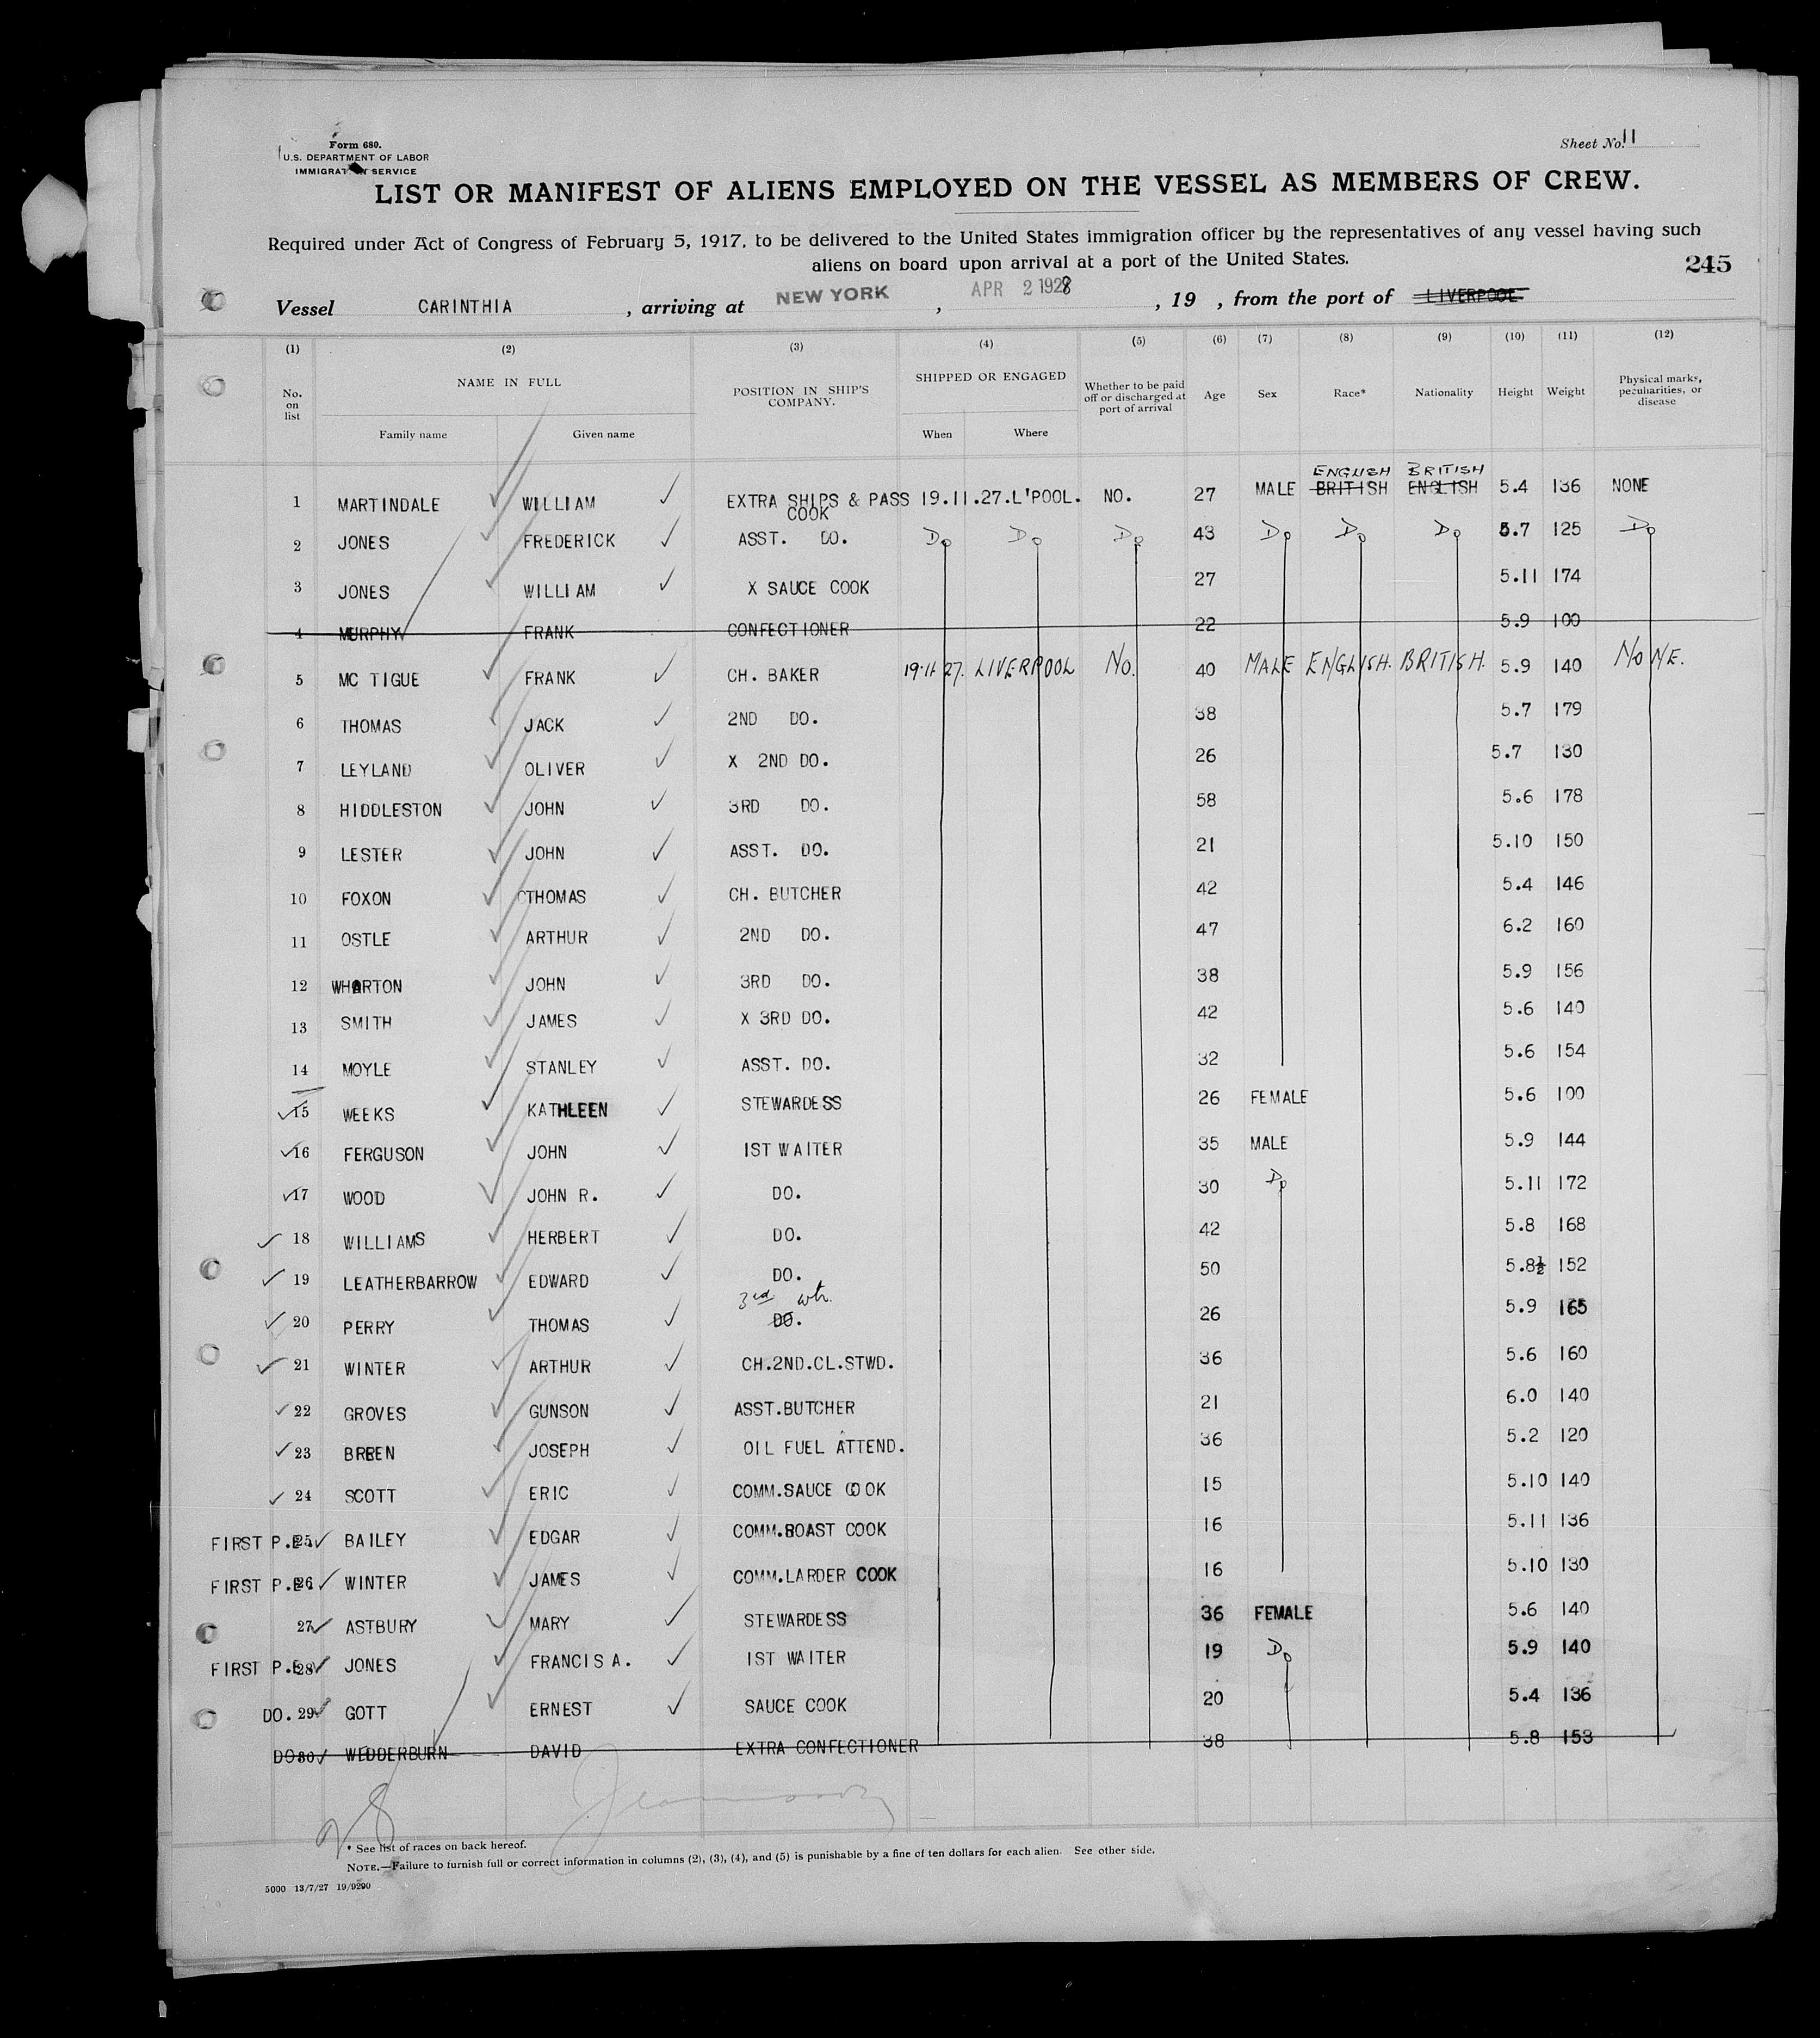 Form 680.
U.S. DEPARTMENT OF LABOR
IMMIGRATION SERVICE
Sheet No. 11
LIST OR MANIFEST OF ALIENS EMPLOYED ON THE VESSEL AS MEMBERS OF CREW.
Required under Act of Congress of February 5, 1917, to be delivered to the United States immigration officer by the representatives of any vessel having such
aliens on board upon arrival at a port of the United States.
245
Vessel CARINTHIA , arriving at NEW YORK , APR 2 1928 , 19 , from the port of LIVERPOOL
(1) (2) (3) (4) (5) (6) (7) (8) (9) (10) (11) (12)
No. on list NAME IN FULL Family name Given name POSITION IN SHIP'S COMPANY. SHIPPED OR ENGAGED When Where Whether to be paid off or discharged at port of arrival Age Sex Race* Nationality Height Weight Physical marks, peculiarities, or disease
ENGLISH BRITISH
1 MARTINDALE WILLIAM EXTRA SHIPS & PASS COOK 19.11.27. L'POOL. NO. 27 MALE BRITISH ENGLISH 5.4 136 NONE
2 JONES FREDERICK ASST. DO. Do Do Do 43 Do Do Do 5.7 125 Do
3 JONES WILLIAM X SAUCE COOK 27 5.11 174
4 MURPHY FRANK CONFECTIONER 22 5.9 100
5 MC TIGUE FRANK CH. BAKER 19.11.27. LIVERPOOL No. 40 MALE ENGLISH. BRITISH. 5.9 140 NONE.
6 THOMAS JACK 2ND DO. 38 5.7 179
7 LEYLAND OLIVER X 2ND DO. 26 5.7 130
8 HIDDLESTON JOHN 3RD DO. 58 5.6 178
9 LESTER JOHN ASST. DO. 21 5.10 150
10 FOXON THOMAS CH. BUTCHER 42 5.4 146
11 OSTLE ARTHUR 2ND DO. 47 6.2 160
12 WHARTON JOHN 3RD DO. 38 5.9 156
13 SMITH JAMES X 3RD DO. 42 5.6 140
14 MOYLE STANLEY ASST. DO. 32 5.6 154
15 WEEKS KATHLEEN STEWARDESS 26 FEMALE 5.6 100
16 FERGUSON JOHN 1ST WAITER 35 MALE 5.9 144
17 WOOD JOHN R. DO. 30 Do 5.11 172
18 WILLIAMS HERBERT DO. 42 5.8 168
19 LEATHERBARROW EDWARD DO. 50 5.8½ 152
3rd wtr.
20 PERRY THOMAS DO. 26 5.9 165
21 WINTER ARTHUR CH.2ND.CL.STWD. 36 5.6 160
22 GROVES GUNSON ASST.BUTCHER 21 6.0 140
23 BREEN JOSEPH OIL FUEL ATTEND. 36 5.2 120
24 SCOTT ERIC COMM.SAUCE COOK 15 5.10 140
FIRST P.E. 25 BAILEY EDGAR COMM.ROAST COOK 16 5.11 136
FIRST P.E. 26 WINTER JAMES COMM.LARDER COOK 16 5.10 130
27 ASTBURY MARY STEWARDESS 36 FEMALE 5.6 140
FIRST P.E. 28 JONES FRANCIS A. 1ST WAITER 19 Do 5.9 140
DO. 29 GOTT ERNEST SAUCE COOK 20 5.4 136
DO 30 WEDDERBURN DAVID EXTRA CONFECTIONER 38 5.8 153
28
* See list of races on back hereof.
NOTE.—Failure to furnish full or correct information in columns (2), (3), (4), and (5) is punishable by a fine of ten dollars for each alien. See other side.
5000 13/7/27 19/9290